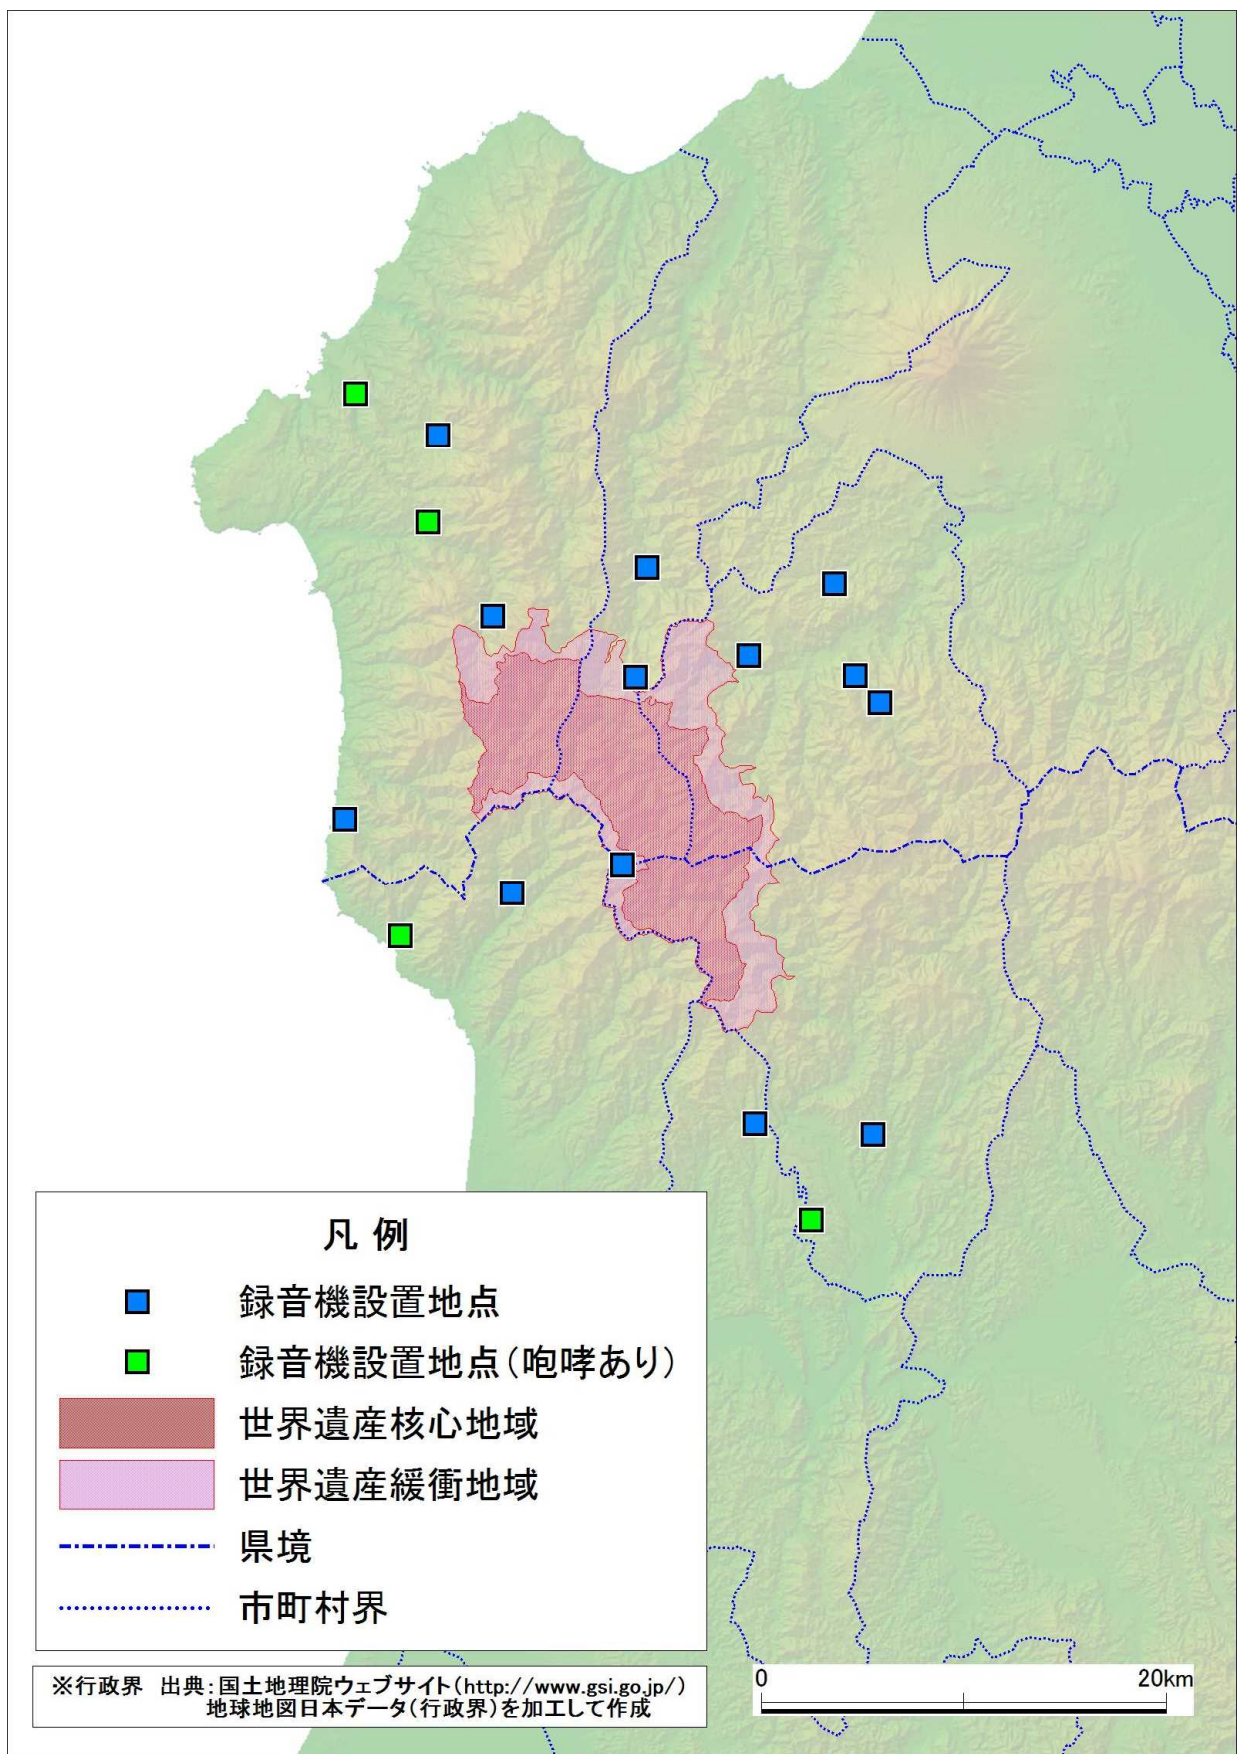 凡例
録音機設置地点
録音機設置地点(咆哮あり)
世界遺産核心地域
世界遺産緩衝地域
県境
市町村界
※行政界 出典:国土地理院ウェブサイト(http://www.gsi.go.jp/)
地球地図日本データ(行政界)を加工して作成
0 20km